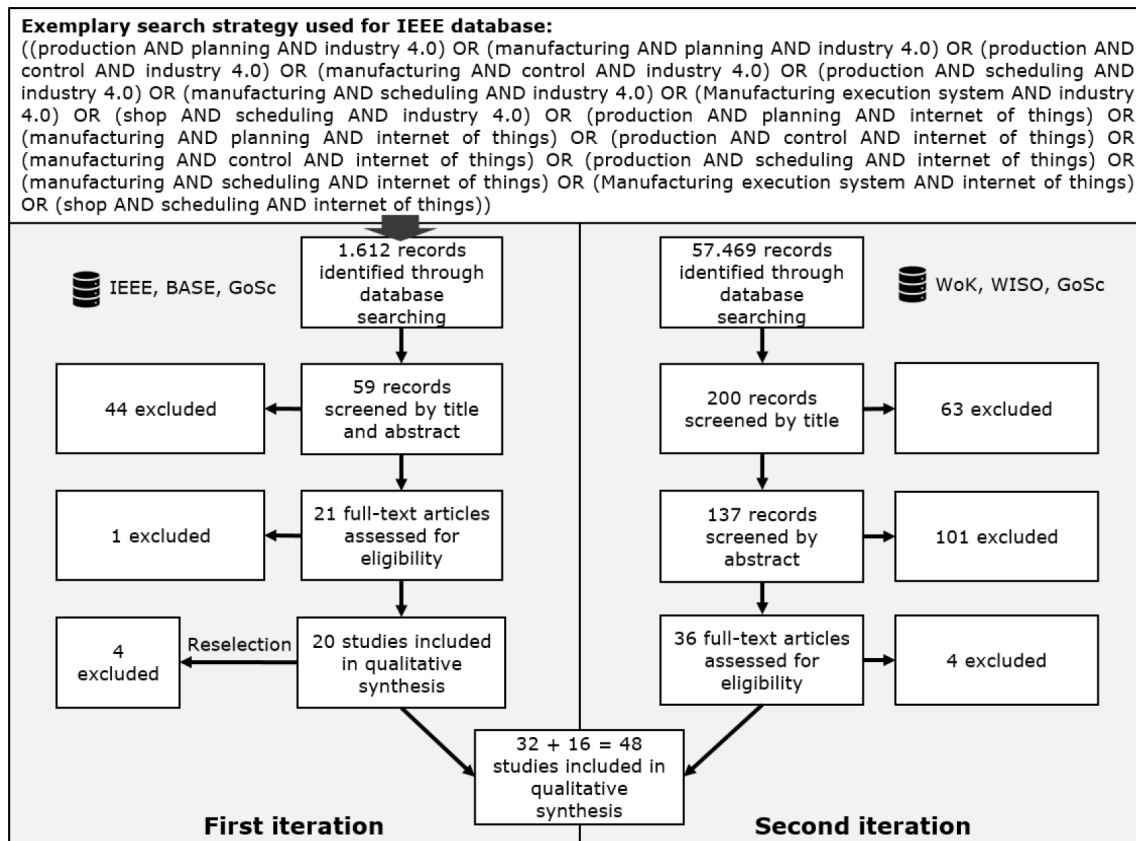 Exemplary search strategy used for IEEE database:
((production AND planning AND industry 4.0) OR (manufacturing AND planning AND industry 4.0) OR (production AND
control AND industry 4.0) OR (manufacturing AND control AND industry 4.0) OR (production AND scheduling AND
industry 4.0) OR (manufacturing AND scheduling AND industry 4.0) OR (Manufacturing execution system AND industry
4.0) OR (shop AND scheduling AND industry 4.0) OR (production AND planning AND internet of things) OR
(manufacturing AND planning AND internet of things) OR (production AND control AND internet of things) OR
(manufacturing AND control AND internet of things) OR (production AND scheduling AND internet of things) OR
(manufacturing AND scheduling AND internet of things) OR (Manufacturing execution system AND internet of things)
OR (shop AND scheduling AND internet of things))
IEEE, BASE, GoSc
1.612 records
identified through
database
searching
44 excluded
59 records
screened by title
and abstract
1 excluded
21 full-text articles
assessed for
eligibility
4
excluded
Reselection
20 studies included
in qualitative
synthesis
First iteration
57.469 records
identified through
database
searching
WoK, WISO, GoSc
200 records
screened by title
63 excluded
137 records
screened by
abstract
101 excluded
36 full-text articles
assessed for
eligibility
4 excluded
32 + 16 = 48
studies included in
qualitative
synthesis
Second iteration